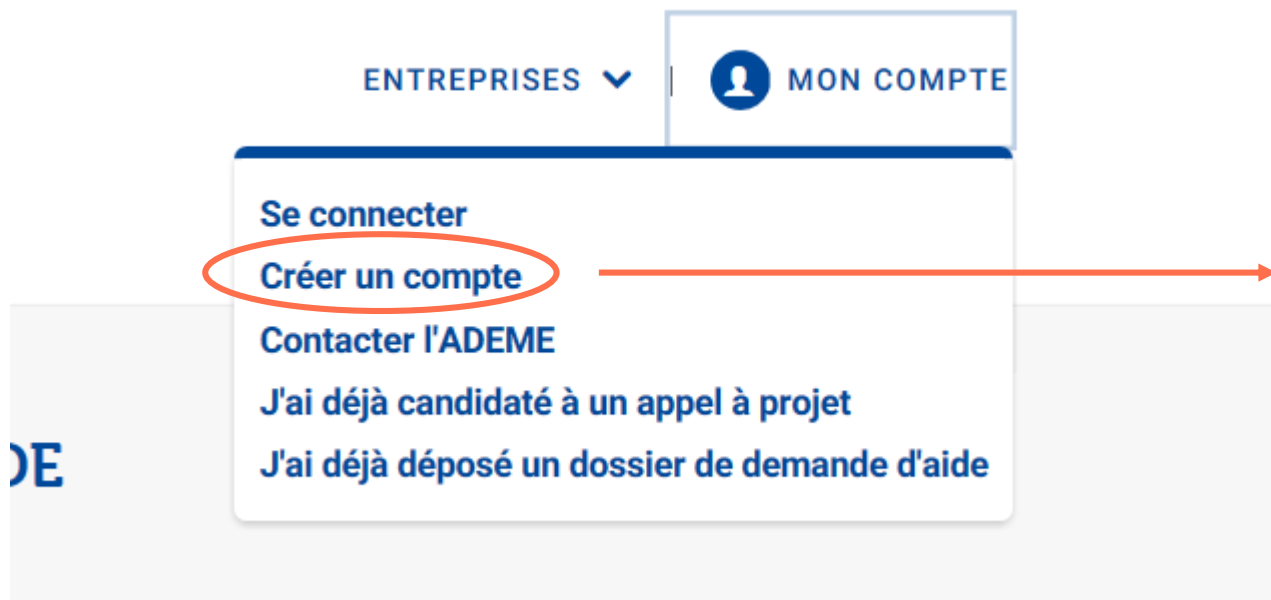 ENTREPRISES | MON COMPTE
Se connecter
Créer un compte
Contacter l'ADEME
J'ai déjà candidaté à un appel à projet
DE
J'ai déjà déposé un dossier de demande d'aide